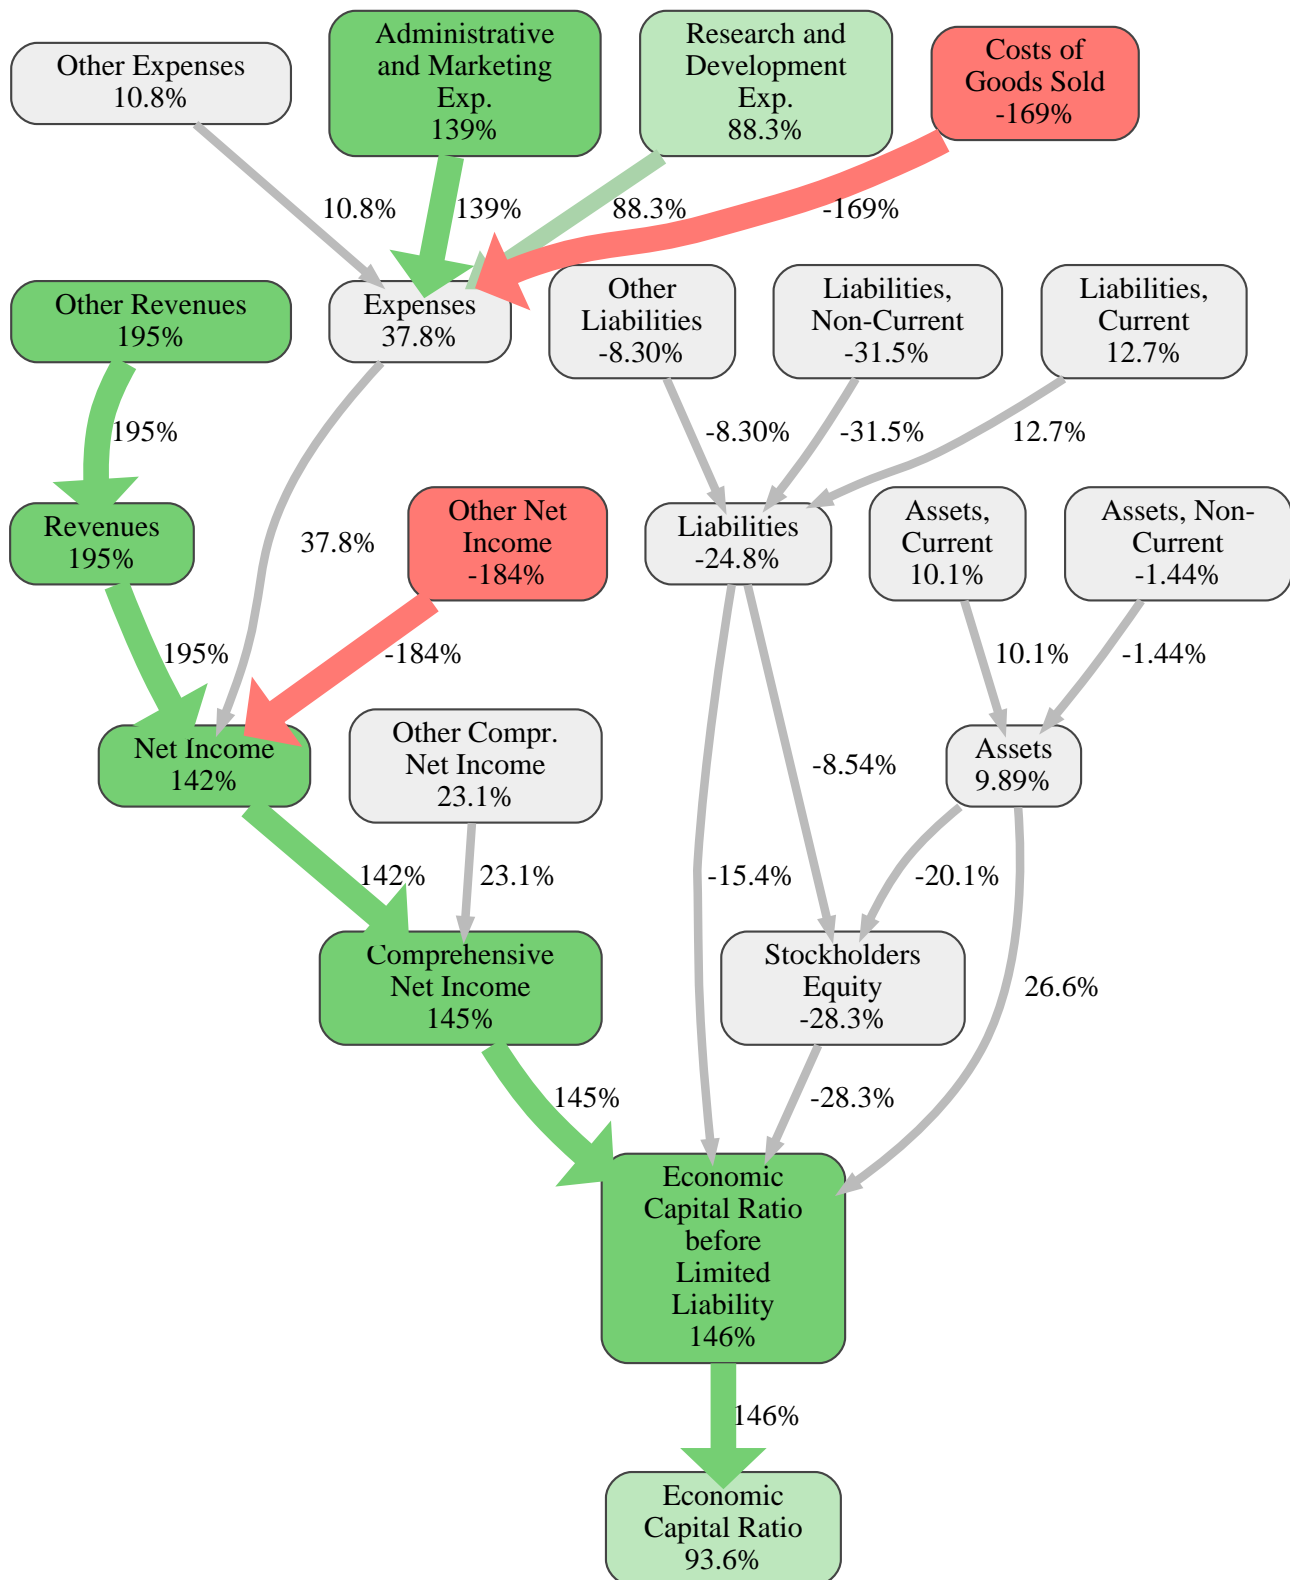 Other Expenses
10.8%
Administrative
and Marketing
Exp.
139%
Research and
Development
Exp.
88.3%
Costs of
Goods Sold
-169%
10.8%
139%
88.3%
-169%
Other Revenues
195%
Expenses
37.8%
Other
Liabilities
-8.30%
Liabilities,
Non-Current
-31.5%
Liabilities,
Current
12.7%
195%
-8.30%
-31.5%
12.7%
Revenues
195%
37.8%
Other Net
Income
-184%
Liabilities
-24.8%
Assets,
Current
10.1%
Assets, Non-
Current
-1.44%
195%
-184%
10.1%
-1.44%
Net Income
142%
Other Compr.
Net Income
23.1%
-8.54%
Assets
9.89%
142%
23.1%
-15.4%
-20.1%
Comprehensive
Net Income
145%
Stockholders
Equity
-28.3%
26.6%
145%
-28.3%
Economic
Capital Ratio
before
Limited
Liability
146%
146%
Economic
Capital Ratio
93.6%